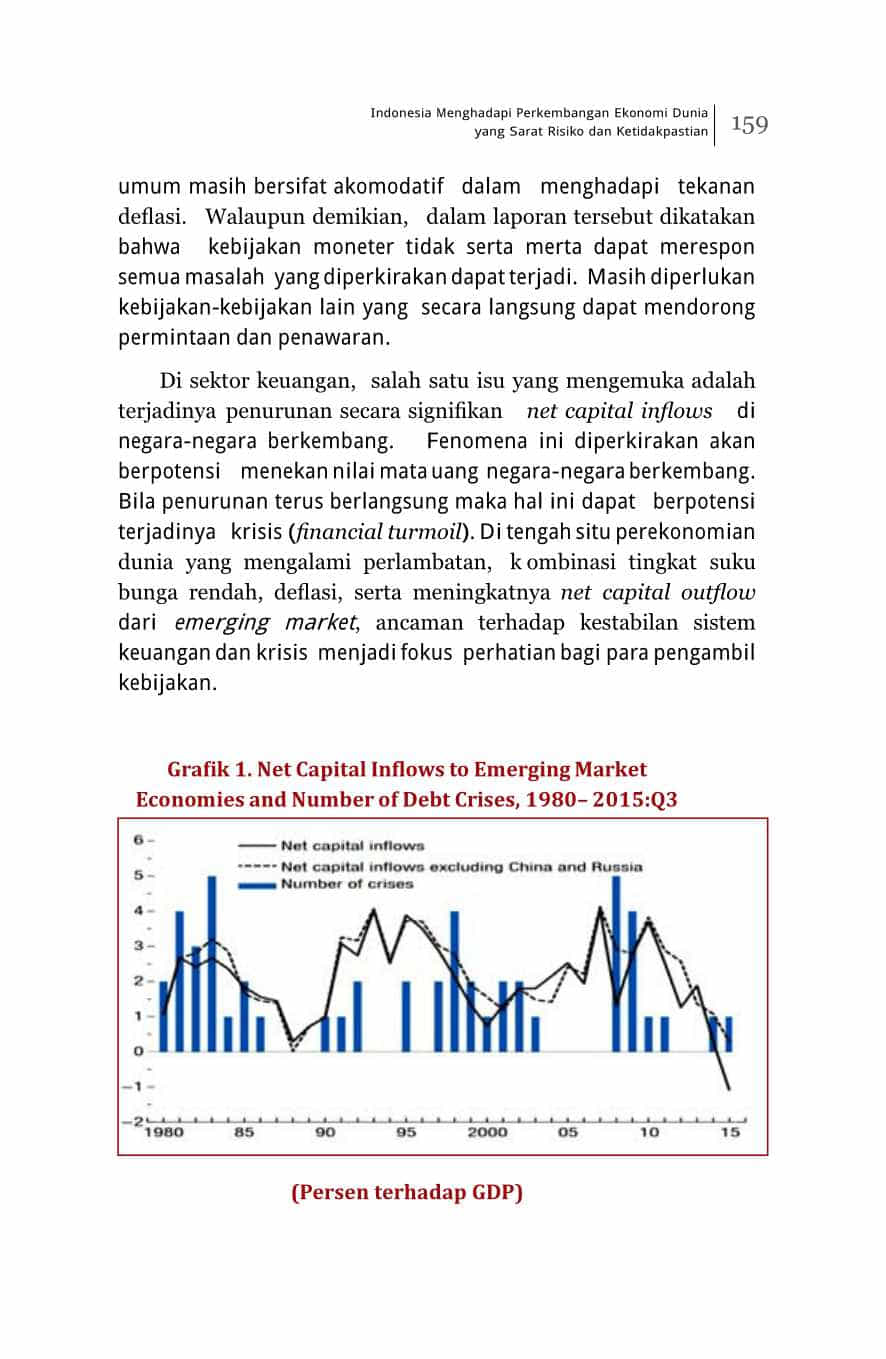 Indonesia Menghadapi Perkembangan Ekonomi Dunia
yang Sarat Risiko dan Ketidakpastian
159
umum masih bersifat akomodatif dalam menghadapi tekanan
deflasi. Walaupun demikian, dalam laporan tersebut dikatakan
bahwa kebijakan moneter tidak serta merta dapat merespon
semua masalah yang diperkirakan dapat terjadi. Masih diperlukan
kebijakan-kebijakan lain yang secara langsung dapat mendorong
permintaan dan penawaran.
Di sektor keuangan, salah satu isu yang mengemuka adalah
terjadinya penurunan secara signifikan net capital inflows di
negara-negara berkembang. Fenomena ini diperkirakan akan
berpotensi menekan nilai mata uang negara-negara berkembang.
Bila penurunan terus berlangsung maka hal ini dapat berpotensi
terjadinya krisis (financial turmoil). Di tengah situ perekonomian
dunia yang mengalami perlambatan, k ombinasi tingkat suku
bunga rendah, deflasi, serta meningkatnya net capital outflow
dari emerging market, ancaman terhadap kestabilan sistem
keuangan dan krisis menjadi fokus perhatian bagi para pengambil
kebijakan.
Grafik 1. Net Capital Inflows to Emerging Market
Economies and Number of Debt Crises, 1980– 2015:Q3
Net capital inflows
Net capital inflows excluding China and Russia
Number of crises
6
5
4
3
2
1
0
−1
−2
1980 85 90 95 2000 05 10 15
(Persen terhadap GDP)